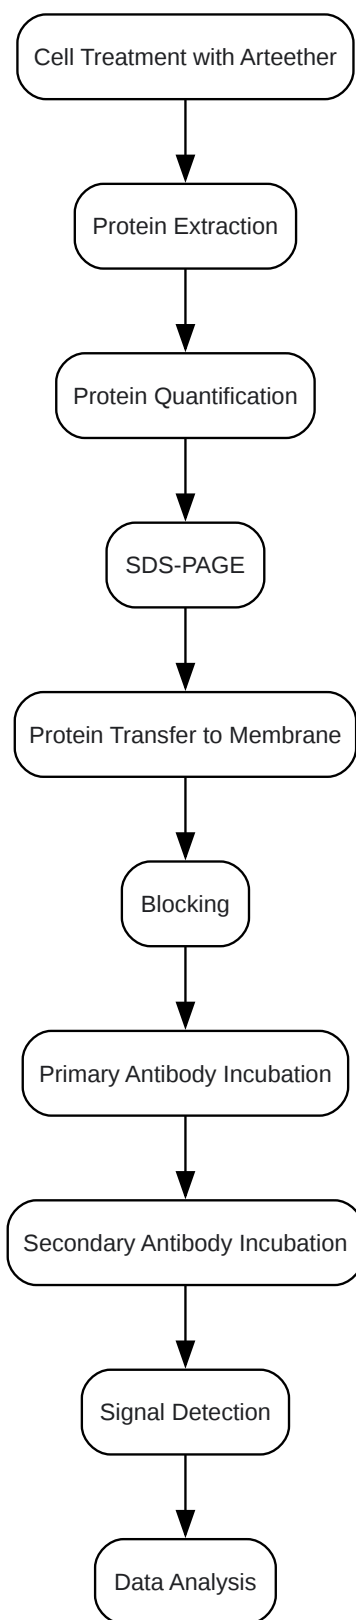 Cell Treatment with Arteether
Protein Extraction
Protein Quantification
SDS-PAGE
Protein Transfer to Membrane
Blocking
Primary Antibody Incubation
Secondary Antibody Incubation
Signal Detection
Data Analysis